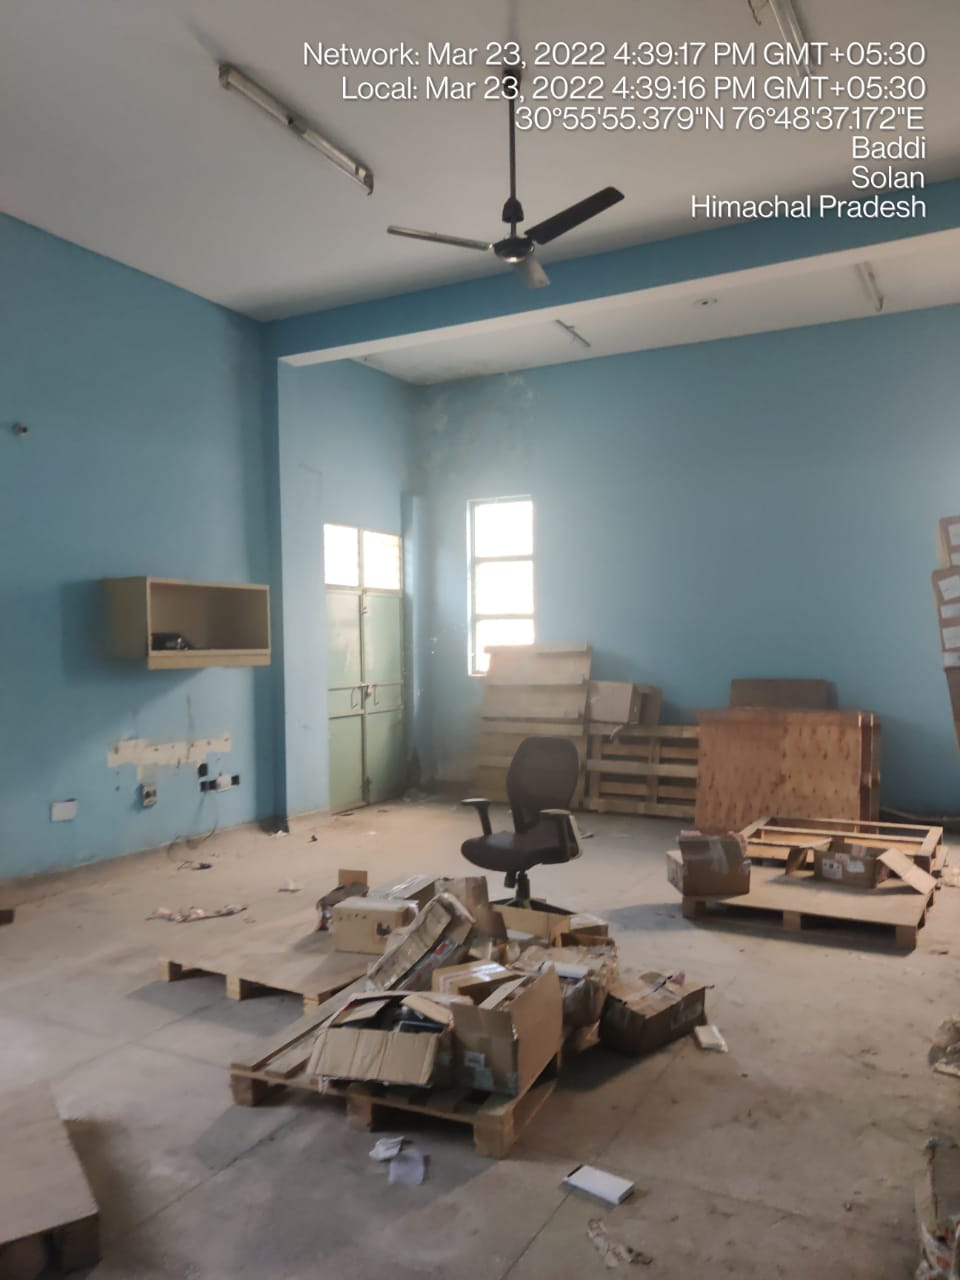 Network: Mar 23, 2022 4:39:17 PM GMT+05:30
Local: Mar 23, 2022 4:39:16 PM GMT+05:30
30°55'55.379"N 76°48'37.172"E
Baddi
Solan
Himachal Pradesh